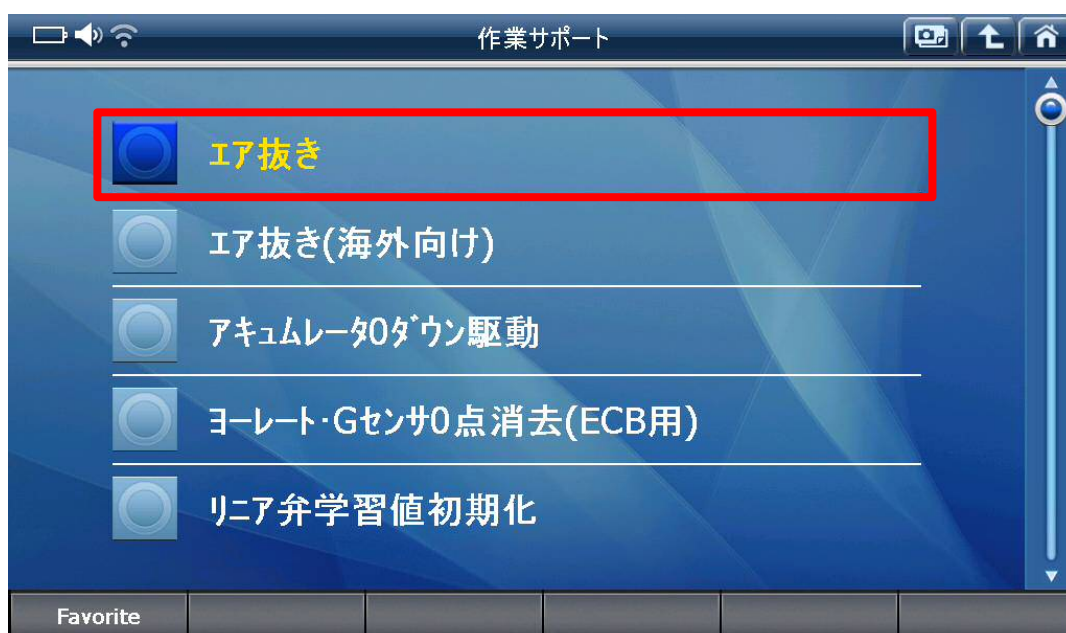 作業サポート
エア抜き
エア抜き(海外向け)
アキュムレータ0ダウン駆動
ヨーレート・Gセンサ0点消去(ECB用)
リニア弁学習値初期化
Favorite